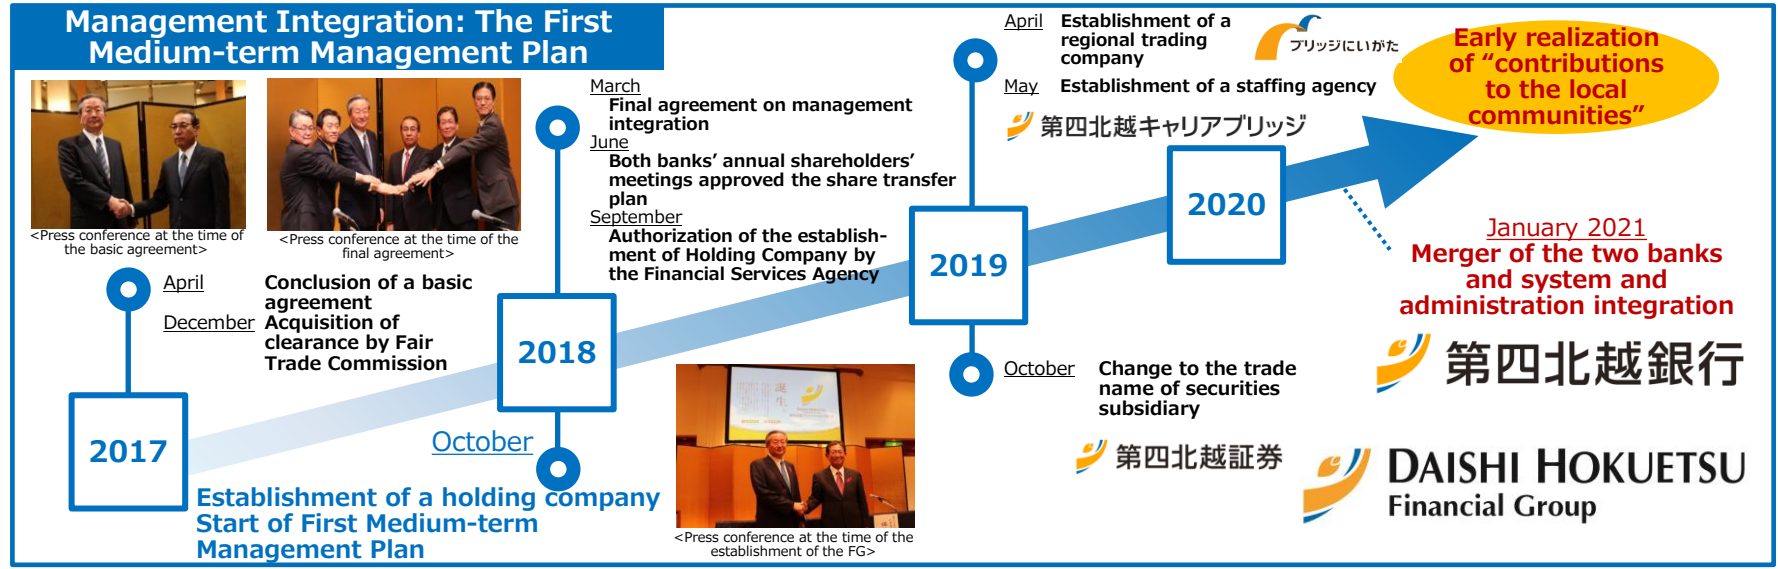 Management Integration: The First
Medium-term Management Plan
<Press conference at the time of
the basic agreement>
<Press conference at the time of the
final agreement>
2017
April
Conclusion of a basic
agreement
December
Acquisition of
clearance by Fair
Trade Commission
2018
March
Final agreement on management
integration
June
Both banks’ annual shareholders’
meetings approved the share transfer
plan
September
Authorization of the establish-
ment of Holding Company by
the Financial Services Agency
October
Establishment of a holding company
Start of First Medium-term
Management Plan
誕生。
<Press conference at the time of the
establishment of the FG>
2019
April
Establishment of a
regional trading
company
ブリッジにいがた
May
Establishment of a staffing agency
第四北越キャリアブリッジ
October
Change to the trade
name of securities
subsidiary
第四北越証券
2020
Early realization
of “contributions
to the local
communities”
January 2021
Merger of the two banks
and system and
administration integration
第四北越銀行
DAISHI HOKUETSU
Financial Group